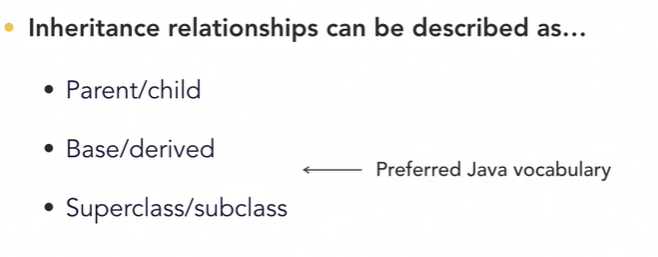 • Inheritance relationships can be described as...
• Parent/child
• Base/derived
Preferred Java vocabulary
• Superclass/subclass